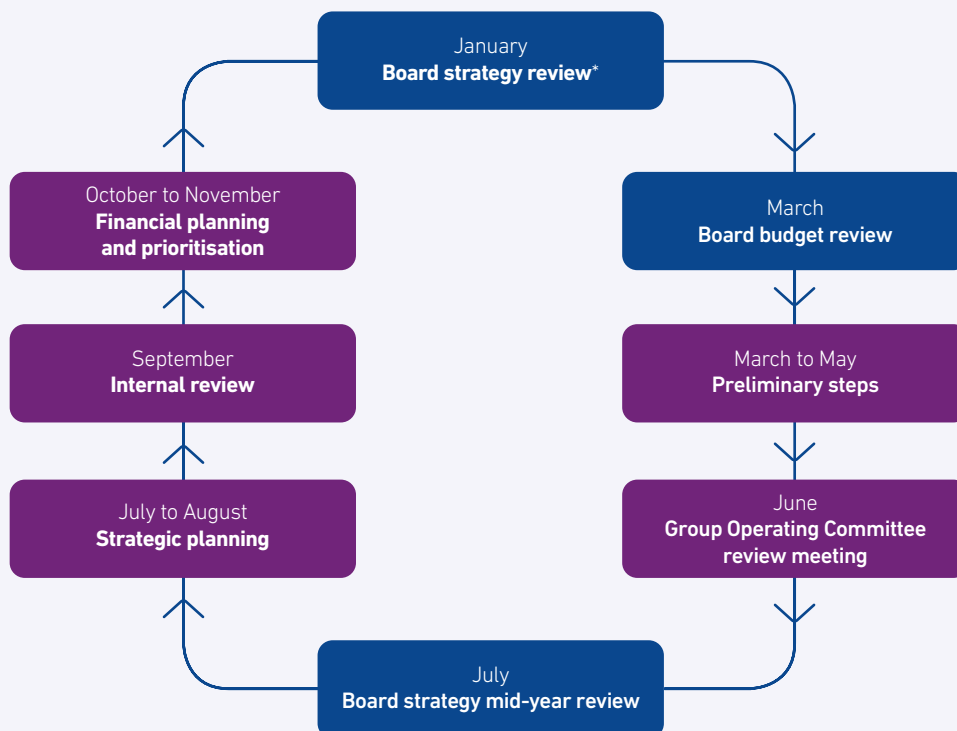 January
Board strategy review*
March
Board budget review
March to May
Preliminary steps
June
Group Operating Committee
review meeting
July
Board strategy mid-year review
July to August
Strategic planning
September
Internal review
October to November
Financial planning
and prioritisation